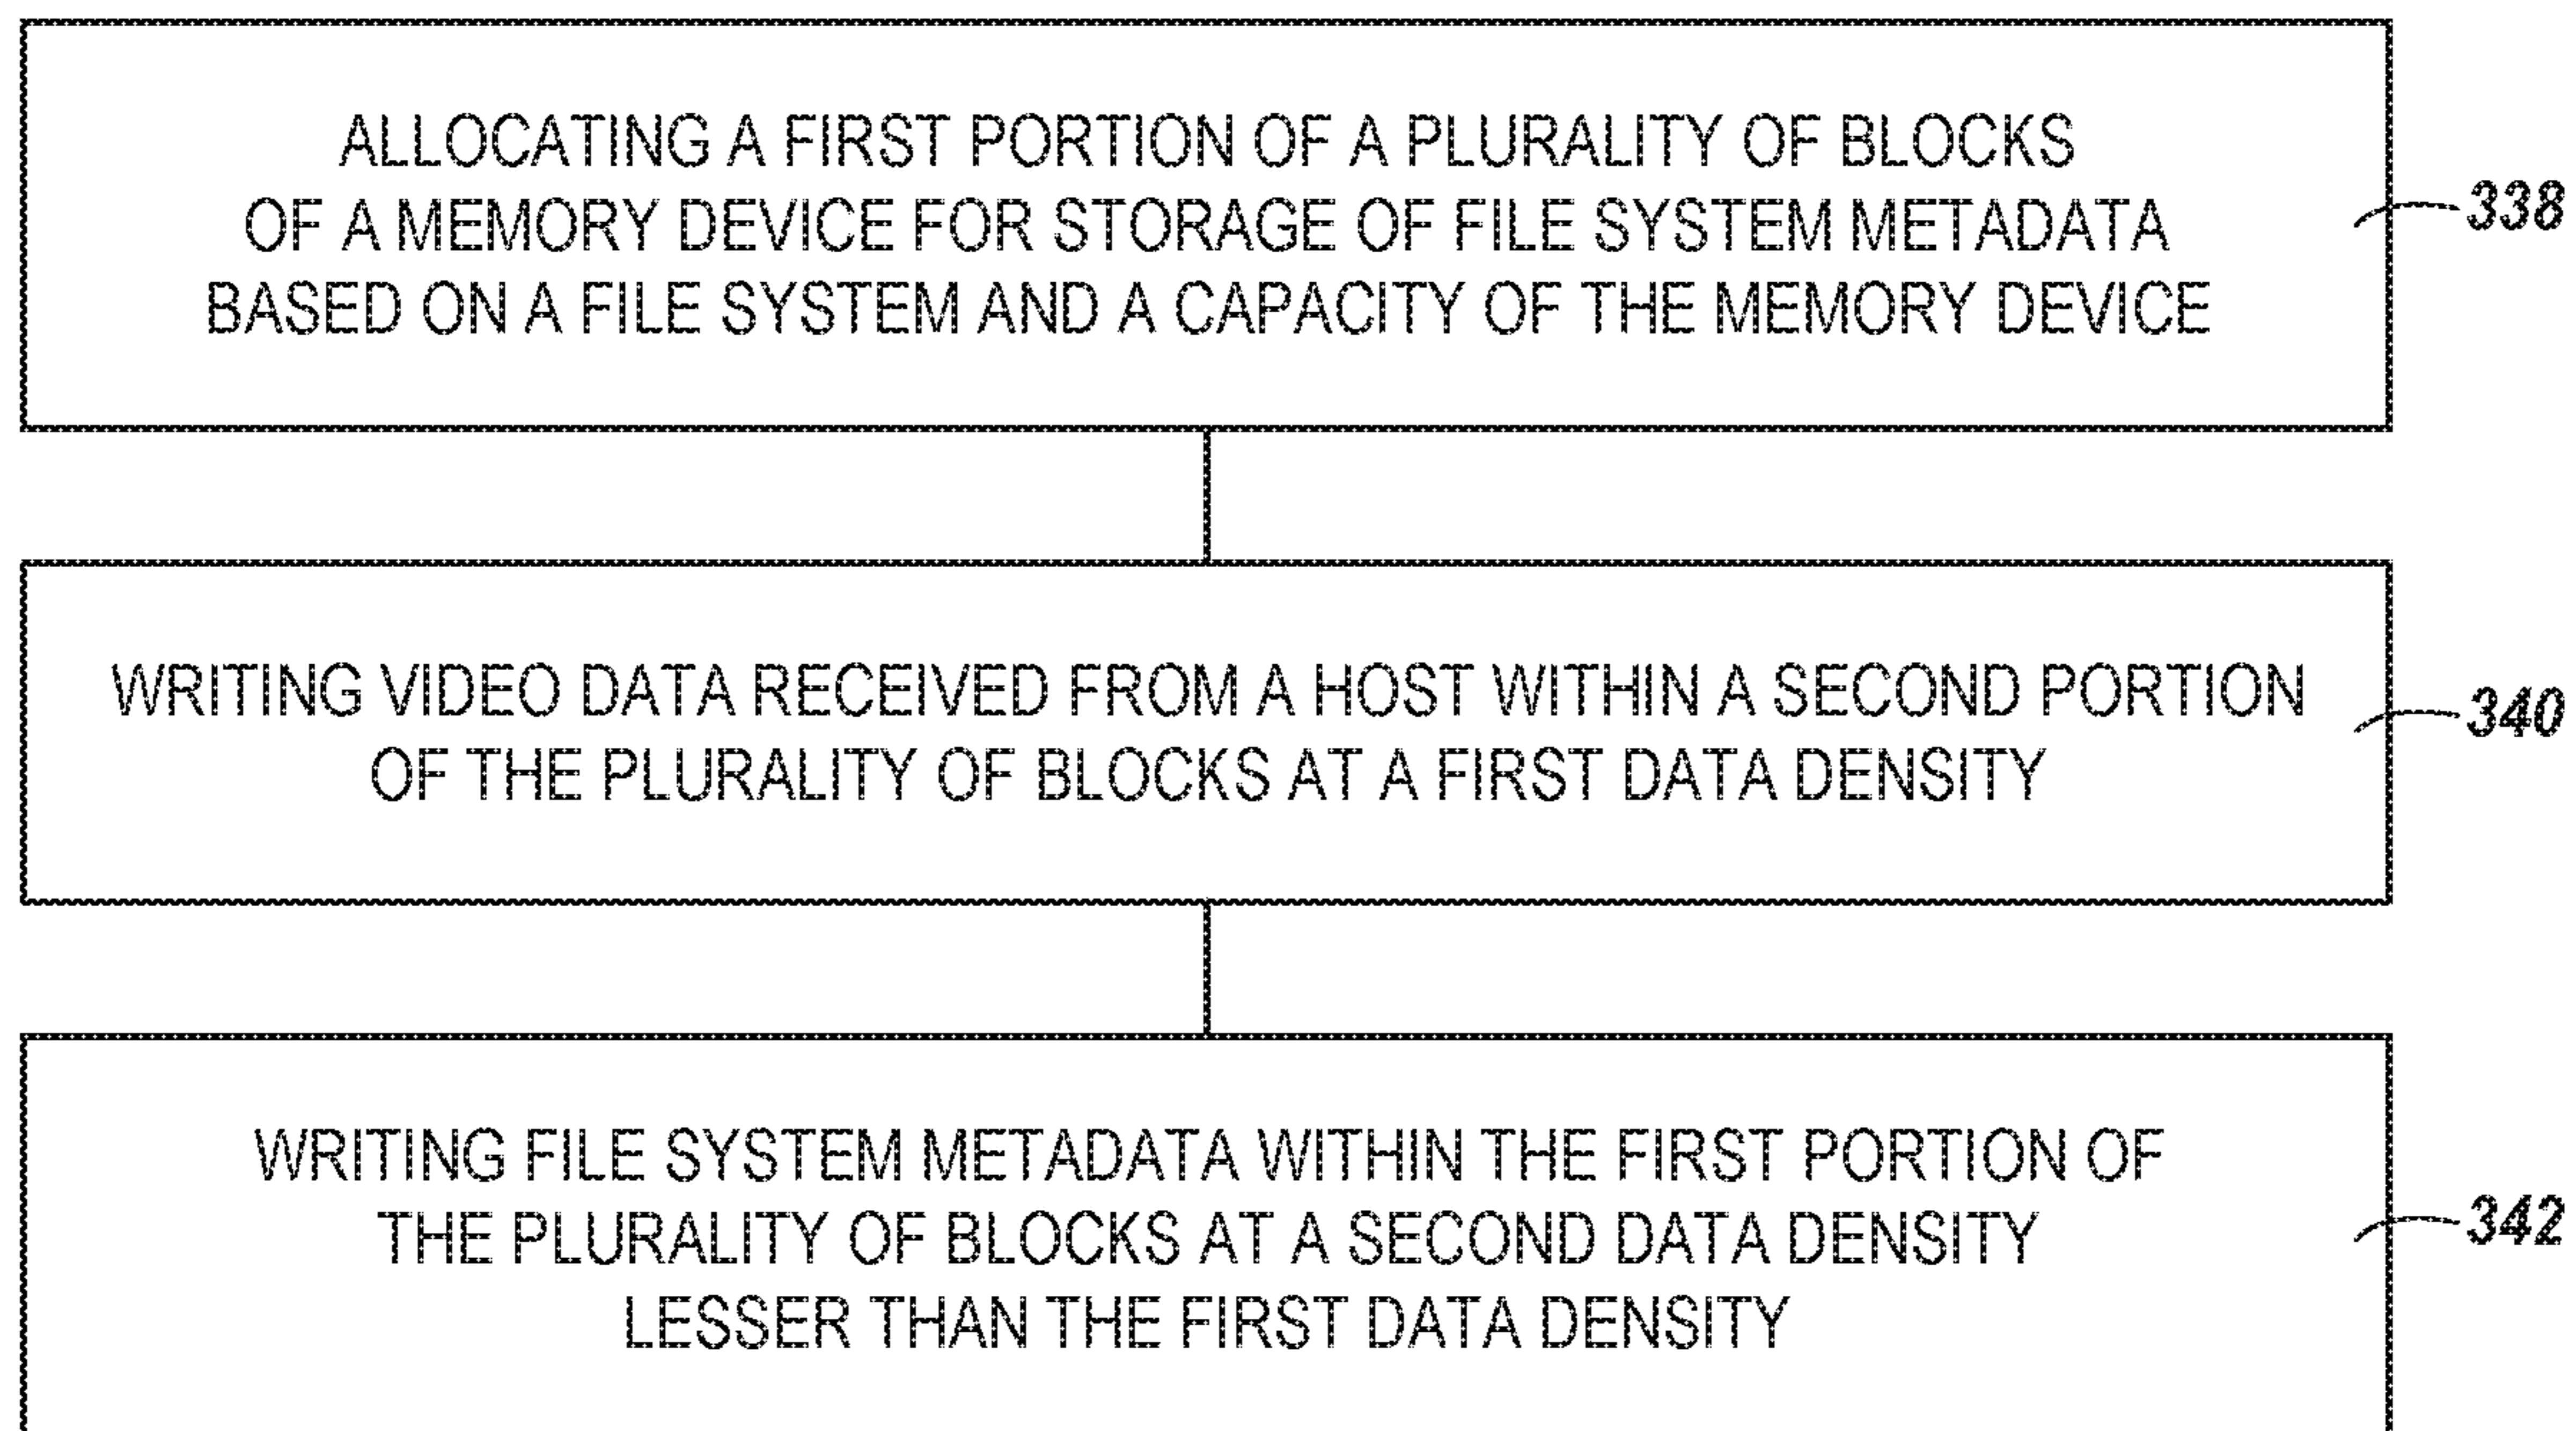 ALLOCATING A FIRST PORTION OF A PLURALITY OF BLOCKS
OF A MEMORY DEVICE FOR STORAGE OF FILE SYSTEM METADATA
BASED ON A FILE SYSTEM AND A CAPACITY OF THE MEMORY DEVICE
338
WRITING VIDEO DATA RECEIVED FROM A HOST WITHIN A SECOND PORTION
OF THE PLURALITY OF BLOCKS AT A FIRST DATA DENSITY
340
WRITING FILE SYSTEM METADATA WITHIN THE FIRST PORTION OF
THE PLURALITY OF BLOCKS AT A SECOND DATA DENSITY
LESSER THAN THE FIRST DATA DENSITY
342